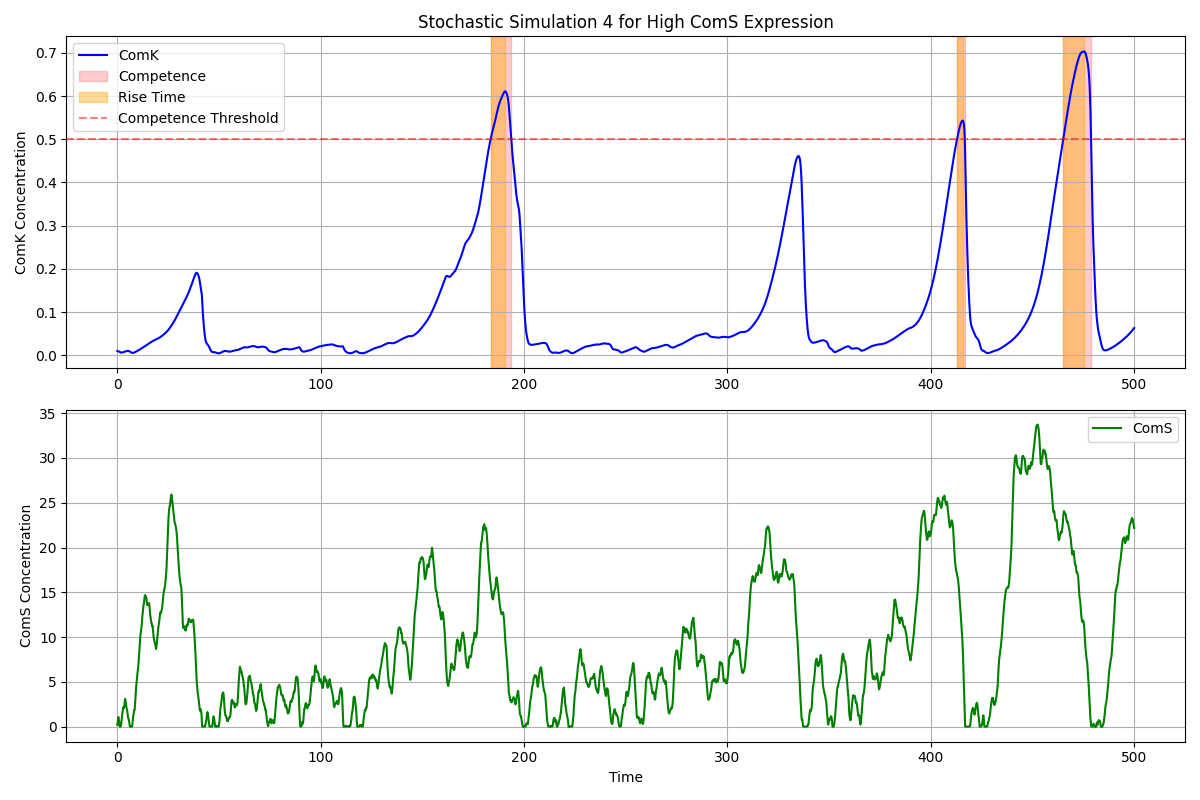 Stochastic Simulation 4 for High ComS Expression
ComK
Competence
Rise Time
Competence Threshold
ComK Concentration
0.7
0.6
0.5
0.4
0.3
0.2
0.1
0.0
0 100 200 300 400 500
ComS
ComS Concentration
35
30
25
20
15
10
5
0
0 100 200 300 400 500
Time